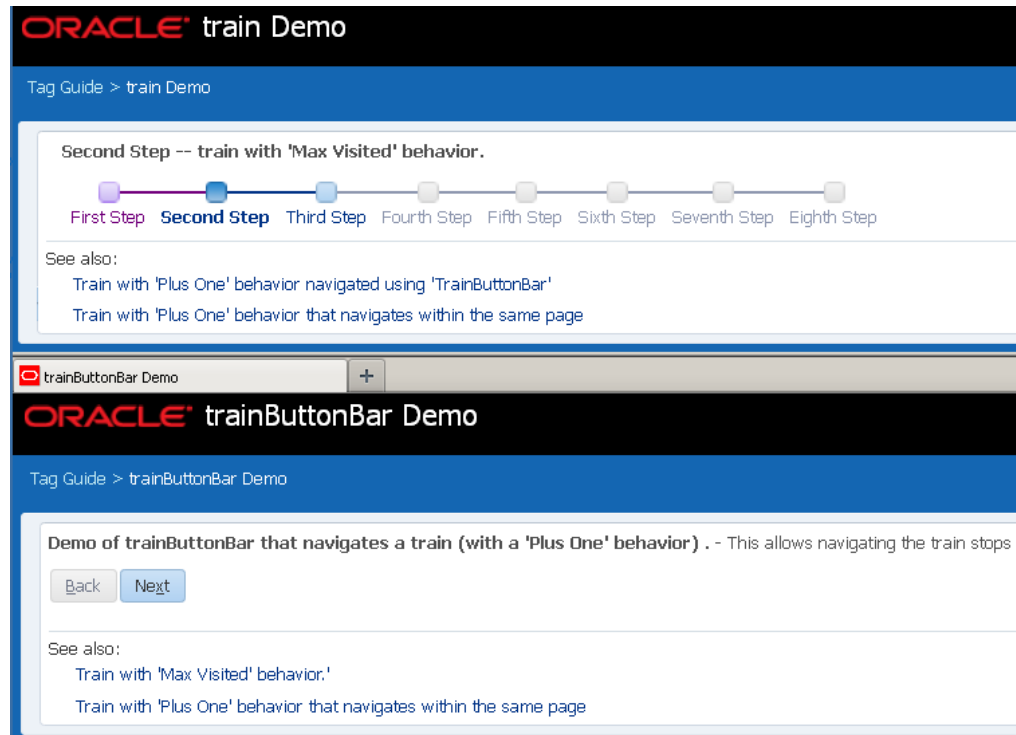 ORACLE train Demo
Tag Guide > train Demo
Second Step -- train with 'Max Visited' behavior.
First Step Second Step Third Step Fourth Step Fifth Step Sixth Step Seventh Step Eighth Step
See also:
Train with 'Plus One' behavior navigated using 'TrainButtonBar'
Train with 'Plus One' behavior that navigates within the same page
trainButtonBar Demo +
ORACLE trainButtonBar Demo
Tag Guide > trainButtonBar Demo
Demo of trainButtonBar that navigates a train (with a 'Plus One' behavior) . - This allows navigating the train stops
Back Next
See also:
Train with 'Max Visited' behavior.'
Train with 'Plus One' behavior that navigates within the same page